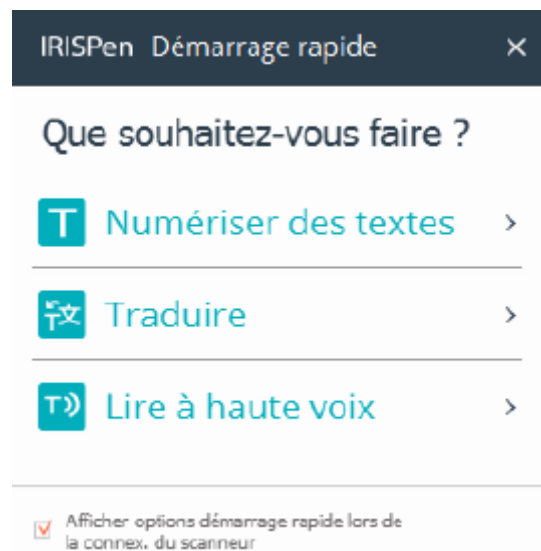 IRISPen Démarrage rapide
Que souhaitez-vous faire ?
Numériser des textes
Traduire
Lire à haute voix
Afficher options démarrage rapide lors de
la connex. du scanneur